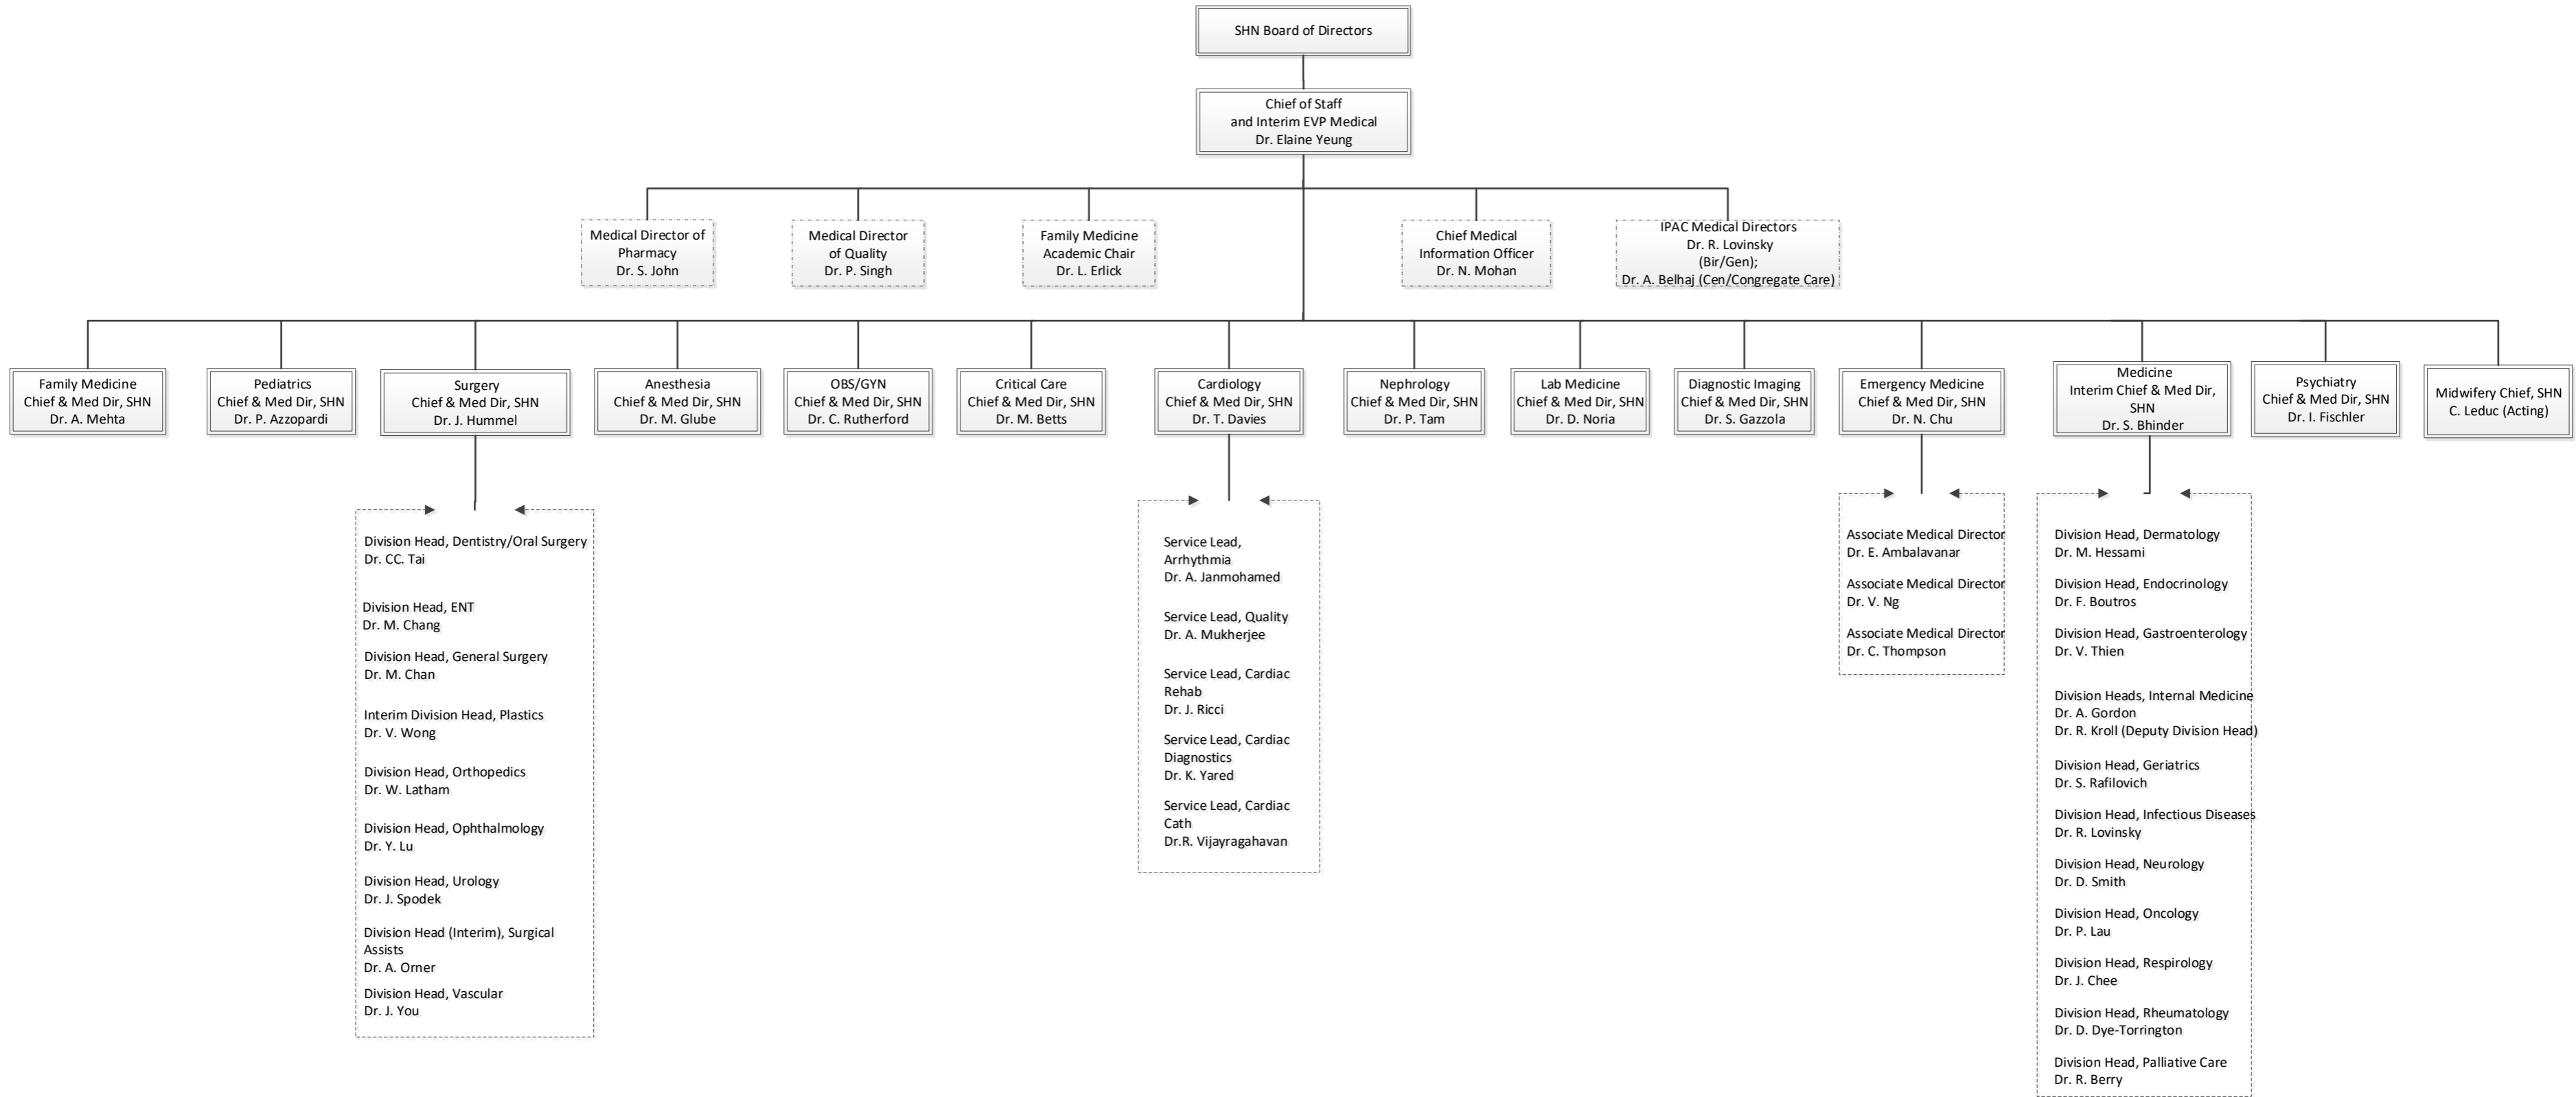 SHN Board of Directors
Chief of Staff
and Interim EVP Medical
Dr. Elaine Yeung
Medical Director of
Pharmacy
Dr. S. John
Medical Director
of Quality
Dr. P. Singh
Family Medicine
Academic Chair
Dr. L. Erlick
Chief Medical
Information Officer
Dr. N. Mohan
IPAC Medical Directors
Dr. R. Lovinsky
(Bir/Gen);
Dr. A. Belhaj (Cen/Congregate Care)
Family Medicine
Chief & Med Dir, SHN
Dr. A. Mehta
Pediatrics
Chief & Med Dir, SHN
Dr. P. Azzopardi
Surgery
Chief & Med Dir, SHN
Dr. J. Hummel
Anesthesia
Chief & Med Dir, SHN
Dr. M. Glube
OBS/GYN
Chief & Med Dir, SHN
Dr. C. Rutherford
Critical Care
Chief & Med Dir, SHN
Dr. M. Betts
Cardiology
Chief & Med Dir, SHN
Dr. T. Davies
Nephrology
Chief & Med Dir, SHN
Dr. P. Tam
Lab Medicine
Chief & Med Dir, SHN
Dr. D. Noria
Diagnostic Imaging
Chief & Med Dir, SHN
Dr. S. Gazzola
Emergency Medicine
Chief & Med Dir, SHN
Dr. N. Chu
Medicine
Interim Chief & Med Dir,
SHN
Dr. S. Bhinder
Psychiatry
Chief & Med Dir, SHN
Dr. I. Fischler
Midwifery Chief, SHN
C. Leduc (Acting)
Division Head, Dentistry/Oral Surgery
Dr. CC. Tai
Division Head, ENT
Dr. M. Chang
Division Head, General Surgery
Dr. M. Chan
Interim Division Head, Plastics
Dr. V. Wong
Division Head, Orthopedics
Dr. W. Latham
Division Head, Ophthalmology
Dr. Y. Lu
Division Head, Urology
Dr. J. Spodek
Division Head (Interim), Surgical
Assists
Dr. A. Orner
Division Head, Vascular
Dr. J. You
Service Lead,
Arrhythmia
Dr. A. Janmohamed
Service Lead, Quality
Dr. A. Mukherjee
Service Lead, Cardiac
Rehab
Dr. J. Ricci
Service Lead, Cardiac
Diagnostics
Dr. K. Yared
Service Lead, Cardiac
Cath
Dr.R. Vijayragahavan
Associate Medical Director
Dr. E. Ambalavanar
Associate Medical Director
Dr. V. Ng
Associate Medical Director
Dr. C. Thompson
Division Head, Dermatology
Dr. M. Hessami
Division Head, Endocrinology
Dr. F. Boutros
Division Head, Gastroenterology
Dr. V. Thien
Division Heads, Internal Medicine
Dr. A. Gordon
Dr. R. Kroll (Deputy Division Head)
Division Head, Geriatrics
Dr. S. Rafilovich
Division Head, Infectious Diseases
Dr. R. Lovinsky
Division Head, Neurology
Dr. D. Smith
Division Head, Oncology
Dr. P. Lau
Division Head, Respirology
Dr. J. Chee
Division Head, Rheumatology
Dr. D. Dye-Torrington
Division Head, Palliative Care
Dr. R. Berry